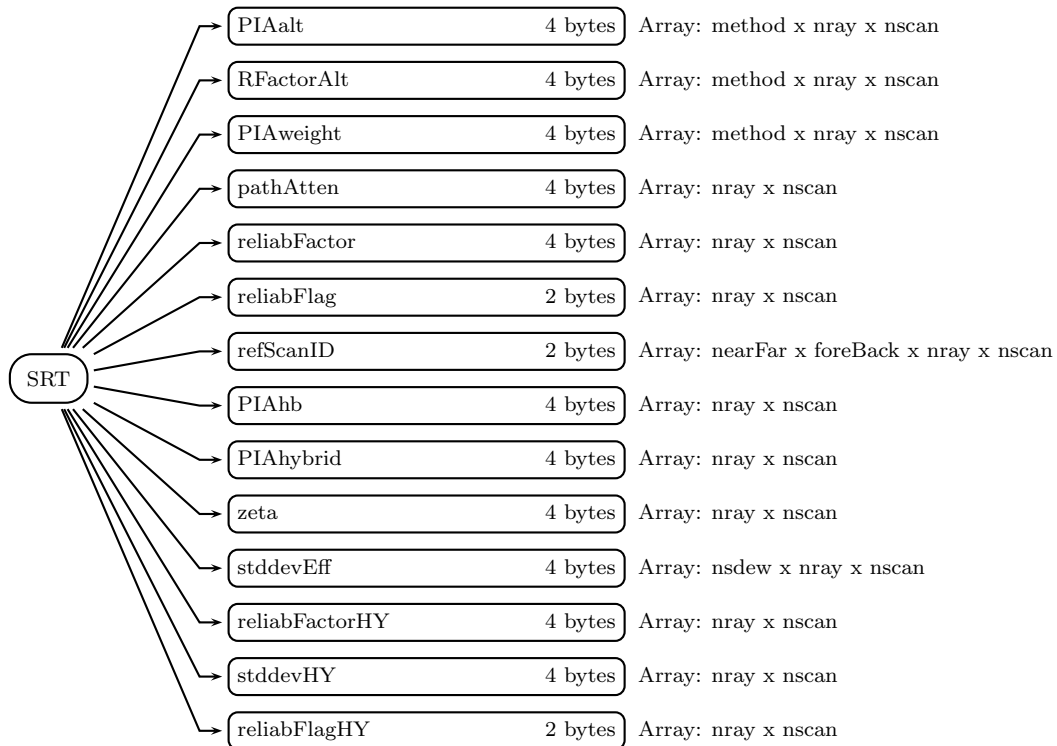 PIAalt 4 bytes Array: method x nray x nscan
RFactorAlt 4 bytes Array: method x nray x nscan
PIAweight 4 bytes Array: method x nray x nscan
pathAtten 4 bytes Array: nray x nscan
reliabFactor 4 bytes Array: nray x nscan
reliabFlag 2 bytes Array: nray x nscan
refScanID 2 bytes Array: nearFar x foreBack x nray x nscan
SRT
PIAhb 4 bytes Array: nray x nscan
PIAhybrid 4 bytes Array: nray x nscan
zeta 4 bytes Array: nray x nscan
stddevEff 4 bytes Array: nsdew x nray x nscan
reliabFactorHY 4 bytes Array: nray x nscan
stddevHY 4 bytes Array: nray x nscan
reliabFlagHY 2 bytes Array: nray x nscan